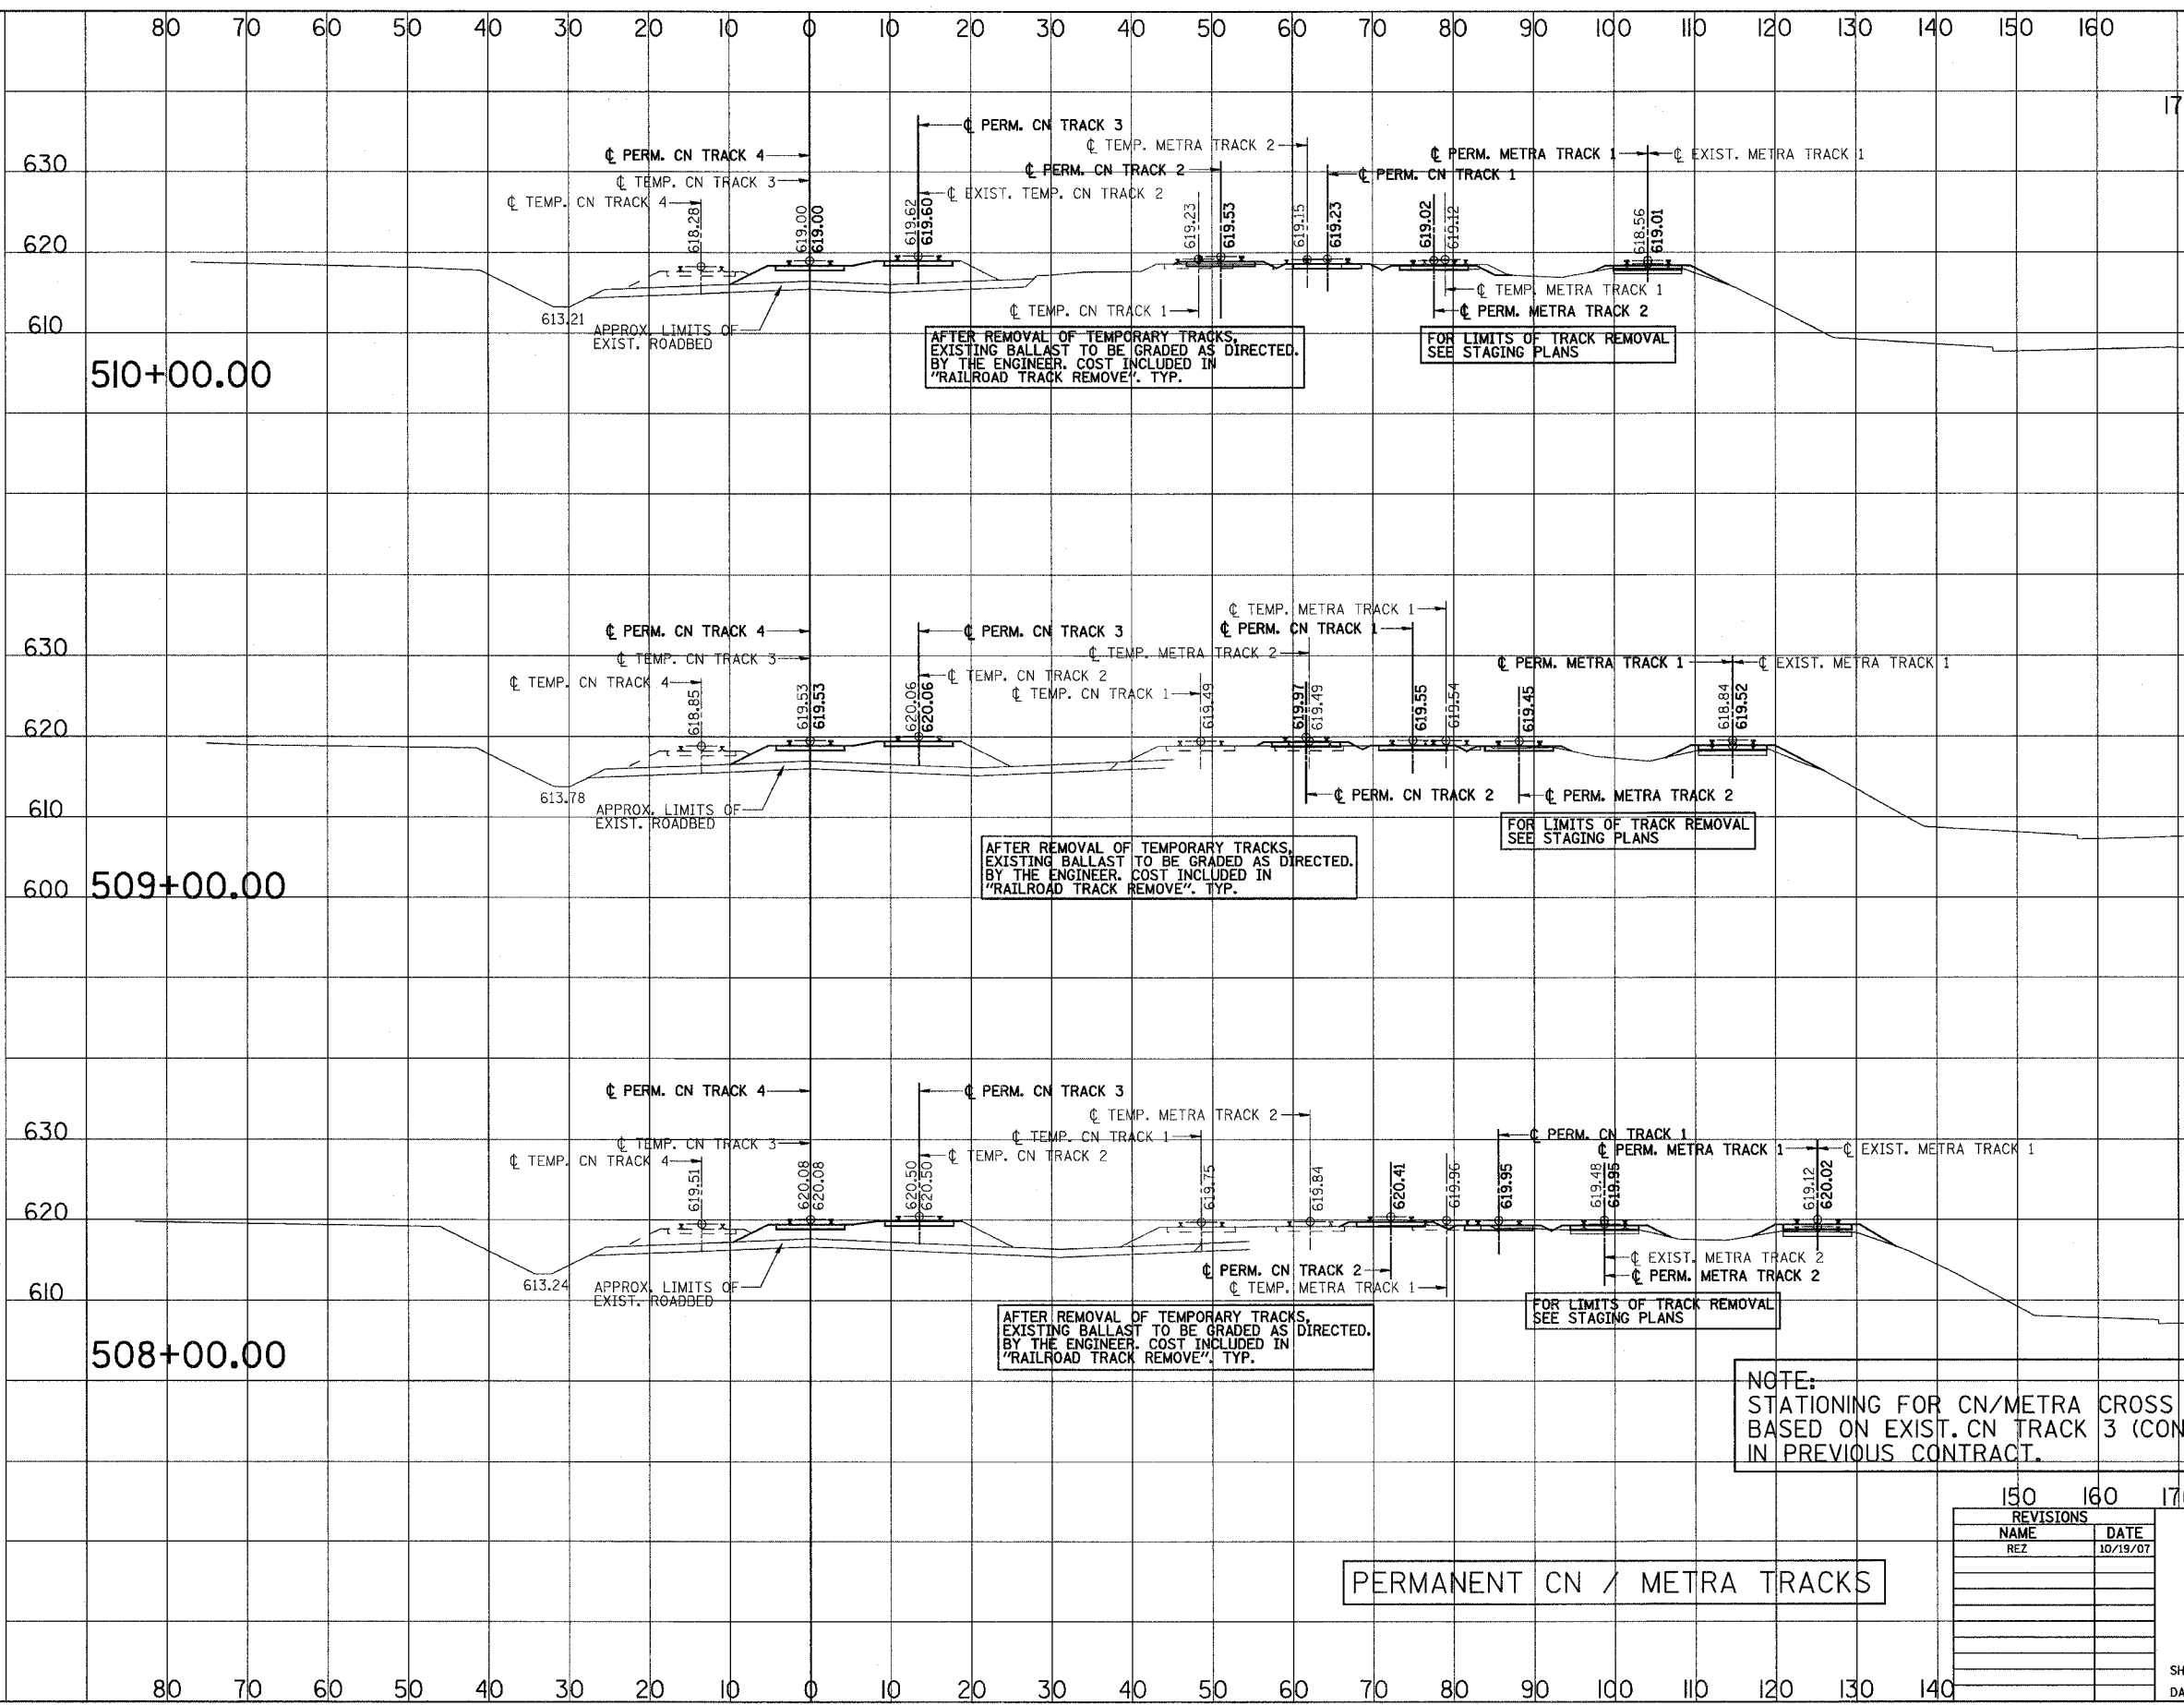 80 70 60 50 40 30 20 10 0 10 20 30 40 50 60 70 80 90 100 110 120 130 140 150 160
17
℄ PERM. CN TRACK 3
℄ TEMP. METRA TRACK 2
℄ PERM. CN TRACK 4
℄ PERM. METRA TRACK 1
℄ EXIST. METRA TRACK 1
630
℄ PERM. CN TRACK 2
℄ PERM. CN TRACK 1
℄ TEMP. CN TRACK 3
℄ EXIST. TEMP. CN TRACK 2
℄ TEMP. CN TRACK 4
618.28 619.00 619.00 619.62 619.60 619.23 619.53 619.15 619.23 619.02 619.12 618.56 619.01
620
℄ TEMP. METRA TRACK 1
℄ TEMP. CN TRACK 1
℄ PERM. METRA TRACK 2
613.21
610
APPROX. LIMITS OF
EXIST. ROADBED
AFTER REMOVAL OF TEMPORARY TRACKS,
EXISTING BALLAST TO BE GRADED AS DIRECTED.
BY THE ENGINEER. COST INCLUDED IN
"RAILROAD TRACK REMOVE". TYP.
FOR LIMITS OF TRACK REMOVAL
SEE STAGING PLANS
510+00.00
℄ TEMP. METRA TRACK 1
℄ PERM. CN TRACK 4
℄ PERM. CN TRACK 3
℄ PERM. CN TRACK 1
630
℄ TEMP. CN TRACK 3
℄ TEMP. METRA TRACK 2
℄ PERM. METRA TRACK 1
℄ EXIST. METRA TRACK 1
℄ TEMP. CN TRACK 4
℄ TEMP. CN TRACK 2
℄ TEMP. CN TRACK 1
618.85 619.53 619.53 620.06 620.06 619.49 619.97 619.49 619.55 619.54 619.45 618.84 619.52
620
613.78
℄ PERM. CN TRACK 2
℄ PERM. METRA TRACK 2
610
APPROX. LIMITS OF
EXIST. ROADBED
FOR LIMITS OF TRACK REMOVAL
SEE STAGING PLANS
AFTER REMOVAL OF TEMPORARY TRACKS,
EXISTING BALLAST TO BE GRADED AS DIRECTED.
BY THE ENGINEER. COST INCLUDED IN
"RAILROAD TRACK REMOVE". TYP.
600
509+00.00
℄ PERM. CN TRACK 4
℄ PERM. CN TRACK 3
℄ TEMP. METRA TRACK 2
630
℄ TEMP. CN TRACK 1
℄ PERM. CN TRACK 1
℄ TEMP. CN TRACK 3
℄ PERM. METRA TRACK 1
℄ EXIST. METRA TRACK 1
℄ TEMP. CN TRACK 4
℄ TEMP. CN TRACK 2
619.51 620.08 620.08 620.50 620.50 619.75 619.84 620.41 619.96 619.95 619.48 619.95 619.12 620.02
620
℄ EXIST. METRA TRACK 2
℄ PERM. CN TRACK 2
℄ PERM. METRA TRACK 2
613.24
APPROX. LIMITS OF
EXIST. ROADBED
℄ TEMP. METRA TRACK 1
610
FOR LIMITS OF TRACK REMOVAL
SEE STAGING PLANS
AFTER REMOVAL OF TEMPORARY TRACKS,
EXISTING BALLAST TO BE GRADED AS DIRECTED.
BY THE ENGINEER. COST INCLUDED IN
"RAILROAD TRACK REMOVE". TYP.
508+00.00
NOTE:
STATIONING FOR CN/METRA CROSS
BASED ON EXIST. CN TRACK 3 (CON
IN PREVIOUS CONTRACT.
150 160 17
REVISIONS
NAME DATE
REZ 10/19/07
PERMANENT CN / METRA TRACKS
SH
DA
80 70 60 50 40 30 20 10 0 10 20 30 40 50 60 70 80 90 100 110 120 130 140